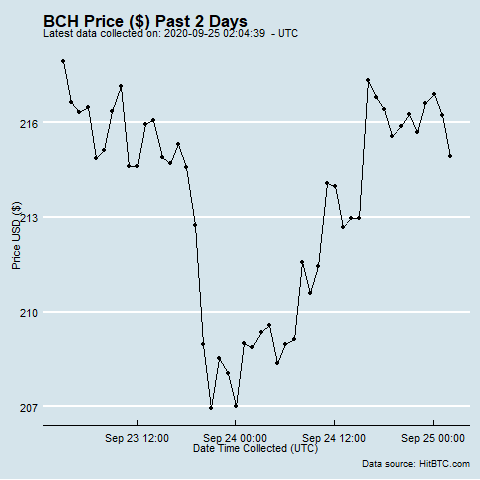 BCH Price ($) Past 2 Days
Latest data collected on: 2020-09-25 02:04:39 - UTC
216
213
210
207
Price USD ($)
Sep 23 12:00 Sep 24 00:00 Sep 24 12:00 Sep 25 00:00
Date Time Collected (UTC)
Data source: HitBTC.com